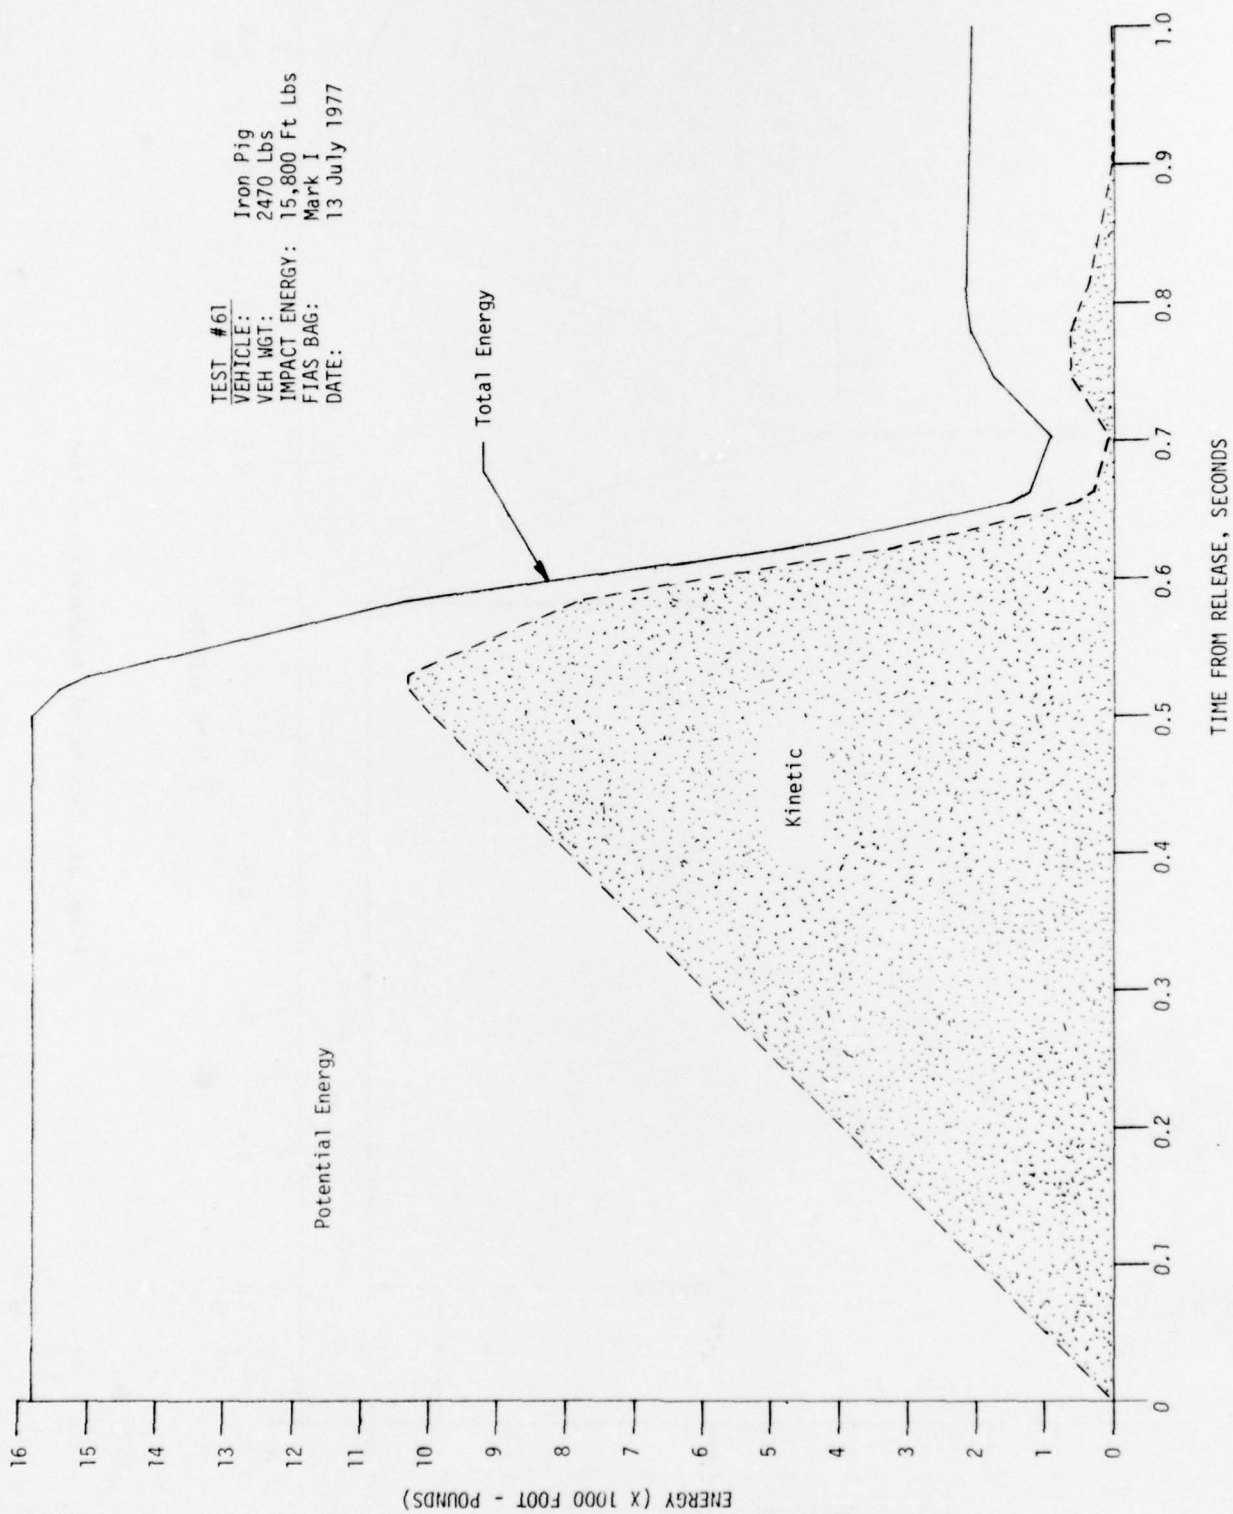 TEST #61
VEHICLE: Iron Pig
VEH WGT: 2470 Lbs
IMPACT ENERGY: 15,800 Ft Lbs
FIAS BAG: Mark I
DATE: 13 July 1977
Total Energy
Potential Energy
Kinetic
ENERGY (X 1000 FOOT - POUNDS)
16
15
14
13
12
11
10
9
8
7
6
5
4
3
2
1
0
0
0.1
0.2
0.3
0.4
0.5
0.6
0.7
0.8
0.9
1.0
TIME FROM RELEASE, SECONDS